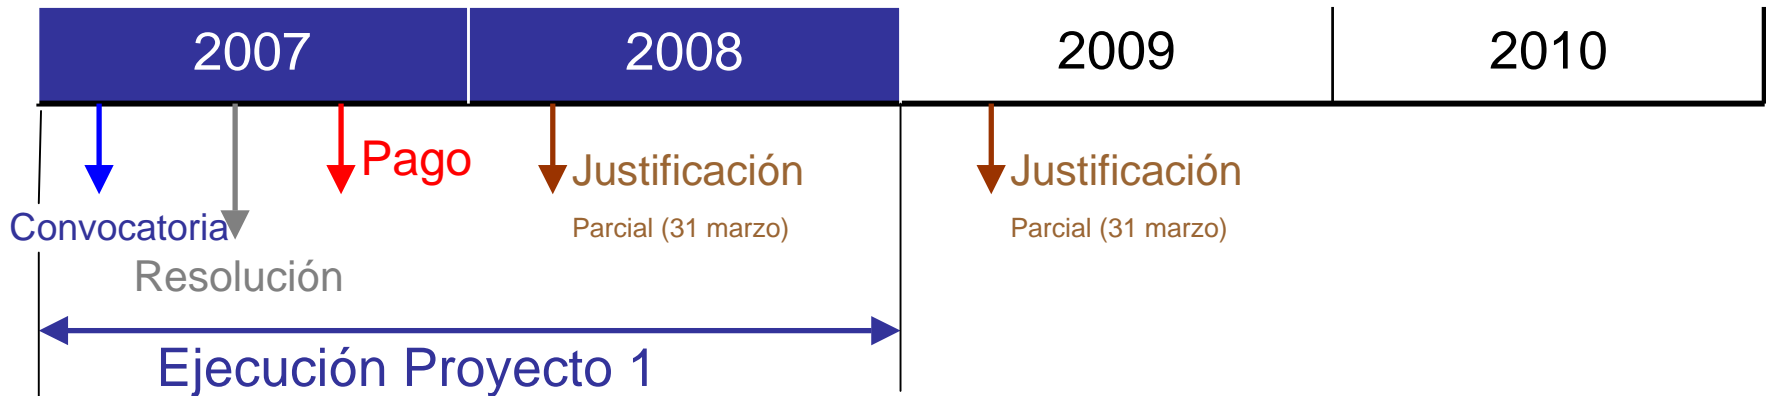 2007 2008 2009 2010
Pago
Justificación Justificación
Parcial (31 marzo) Parcial (31 marzo)
Convocatoria
Resolución
Ejecución Proyecto 1